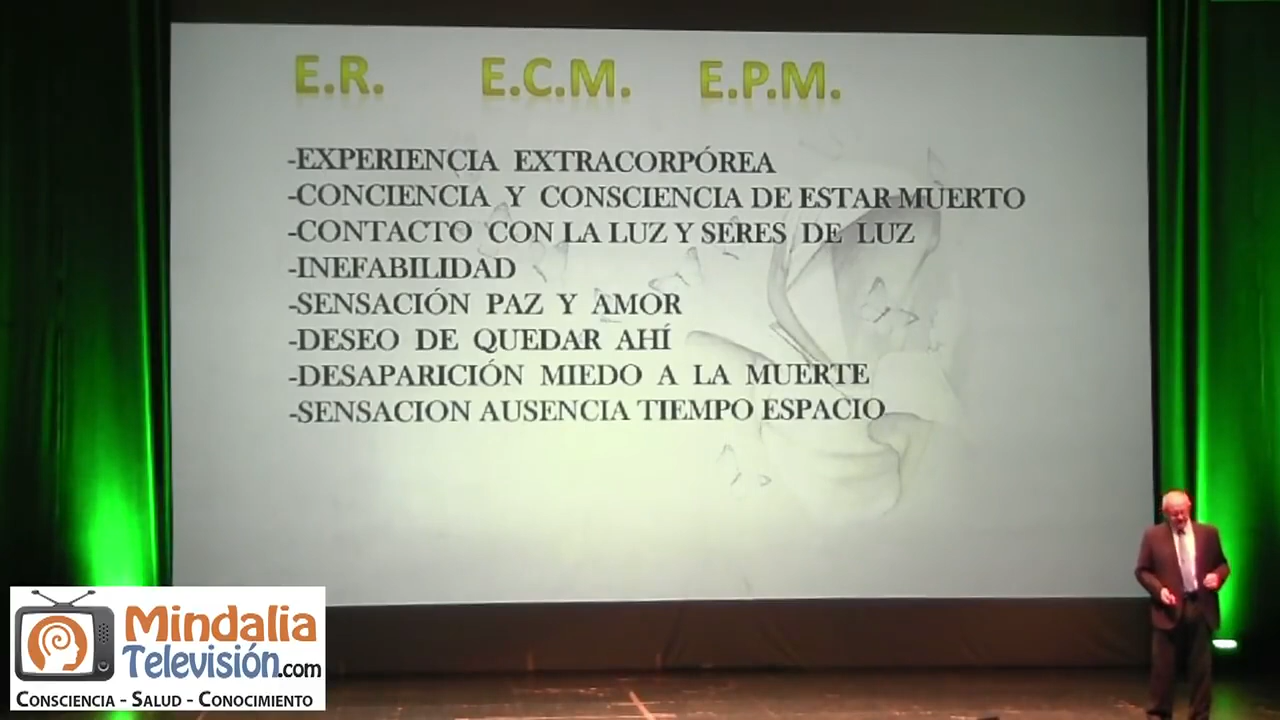 E.R. E.C.M. E.P.M.
-EXPERIENCIA EXTRACORPÓREA
-CONCIENCIA Y CONSCIENCIA DE ESTAR MUERTO
-CONTACTO CON LA LUZ Y SERES DE LUZ
-INEFABILIDAD
-SENSACIÓN PAZ Y AMOR
-DESEO DE QUEDAR AHÍ
-DESAPARICIÓN MIEDO A LA MUERTE
-SENSACION AUSENCIA TIEMPO ESPACIO
Mindalia
Televisión.com
CONSCIENCIA - SALUD - CONOCIMIENTO